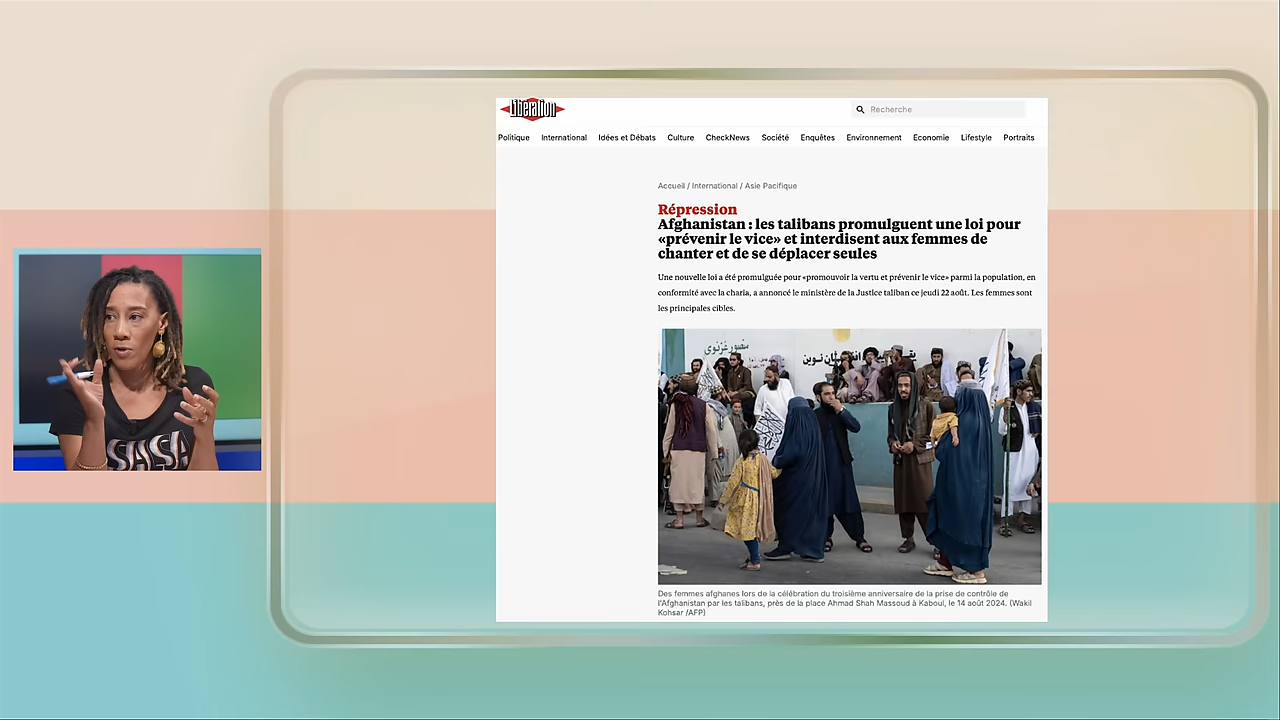 Libération
Recherche
Politique International Idées et Débats Culture CheckNews Société Enquêtes Environnement Economie Lifestyle Portraits
Accueil / International / Asie Pacifique
Répression
Afghanistan : les talibans promulguent une loi pour
«prévenir le vice» et interdisent aux femmes de
chanter et de se déplacer seules
Une nouvelle loi a été promulguée pour «promouvoir la vertu et prévenir le vice» parmi la population, en
conformité avec la charia, a annoncé le ministère de la Justice taliban ce jeudi 22 août. Les femmes sont
les principales cibles.
SASA
منصور غزنوی
نوین
Des femmes afghanes lors de la célébration du troisième anniversaire de la prise de contrôle de
l'Afghanistan par les talibans, près de la place Ahmad Shah Massoud à Kaboul, le 14 août 2024. (Wakil
Kohsar /AFP)